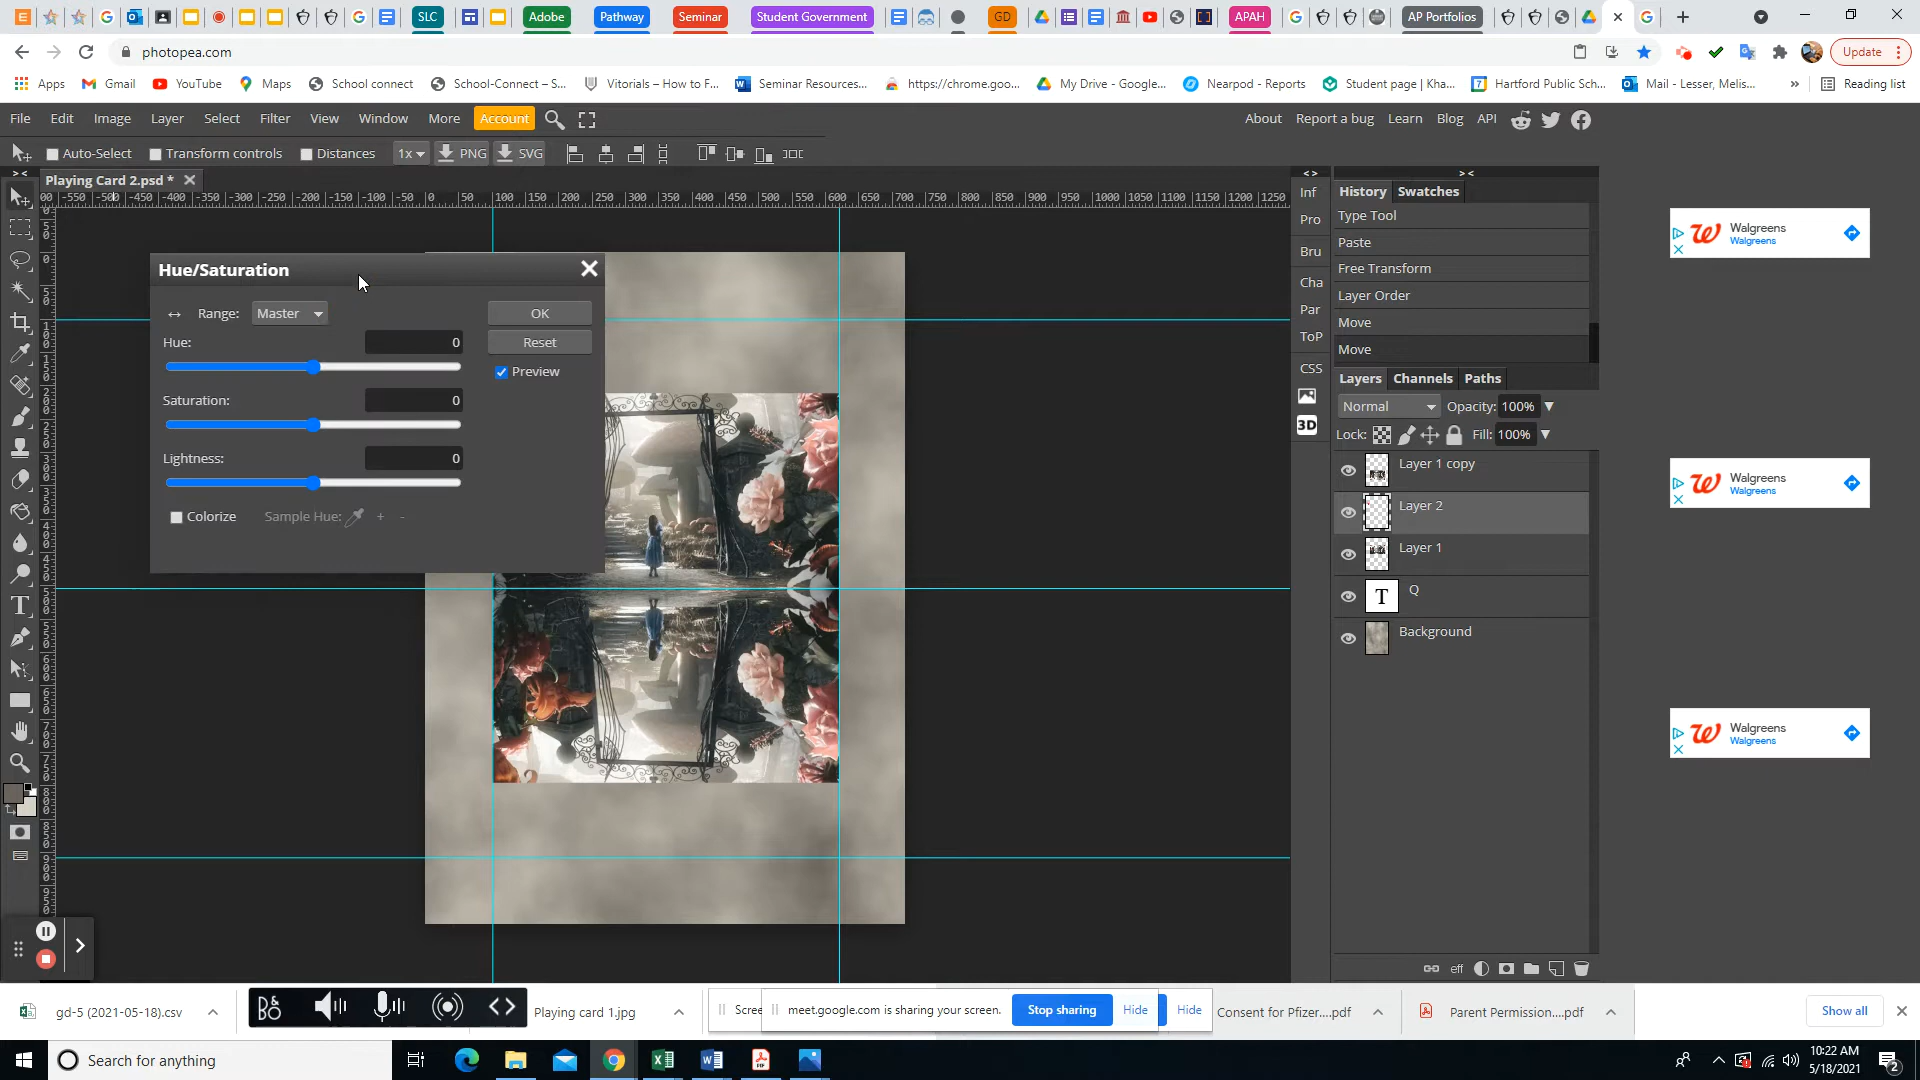 SLC
Adobe
Pathway
Seminar
Student Government
GD
APAH
AP Portfolios
photopea.com
Update
Apps
Gmail
YouTube
Maps
School connect
School-Connect – S...
Vitorials – How to F...
Seminar Resources...
https://chrome.goo...
My Drive - Google...
Nearpod - Reports
Student page | Kha...
Hartford Public Sch...
Mail - Lesser, Melis...
»
Reading list
File Edit Image Layer Select Filter View Window More Account
About Report a bug Learn Blog API
Auto-Select Transform controls Distances 1x PNG SVG
Playing Card 2.psd *
Hue/Saturation
Range: Master
OK
Hue: 0
Reset
Preview
Saturation: 0
Lightness: 0
Colorize Sample Hue: + -
Inf
Pro
Bru
Cha
Par
ToP
CSS
3D
History Swatches
Type Tool
Paste
Free Transform
Layer Order
Move
Move
Layers Channels Paths
Normal Opacity: 100%
Lock: Fill: 100%
Layer 1 copy
Layer 2
Layer 1
T Q
Background
eff
Walgreens
Walgreens
Walgreens
Walgreens
Walgreens
Walgreens
gd-5 (2021-05-18).csv
Playing card 1.jpg
Scree
meet.google.com is sharing your screen.
Stop sharing
Hide
Hide
Consent for Pfizer....pdf
Parent Permission....pdf
Show all
Search for anything
10:22 AM
5/18/2021
2